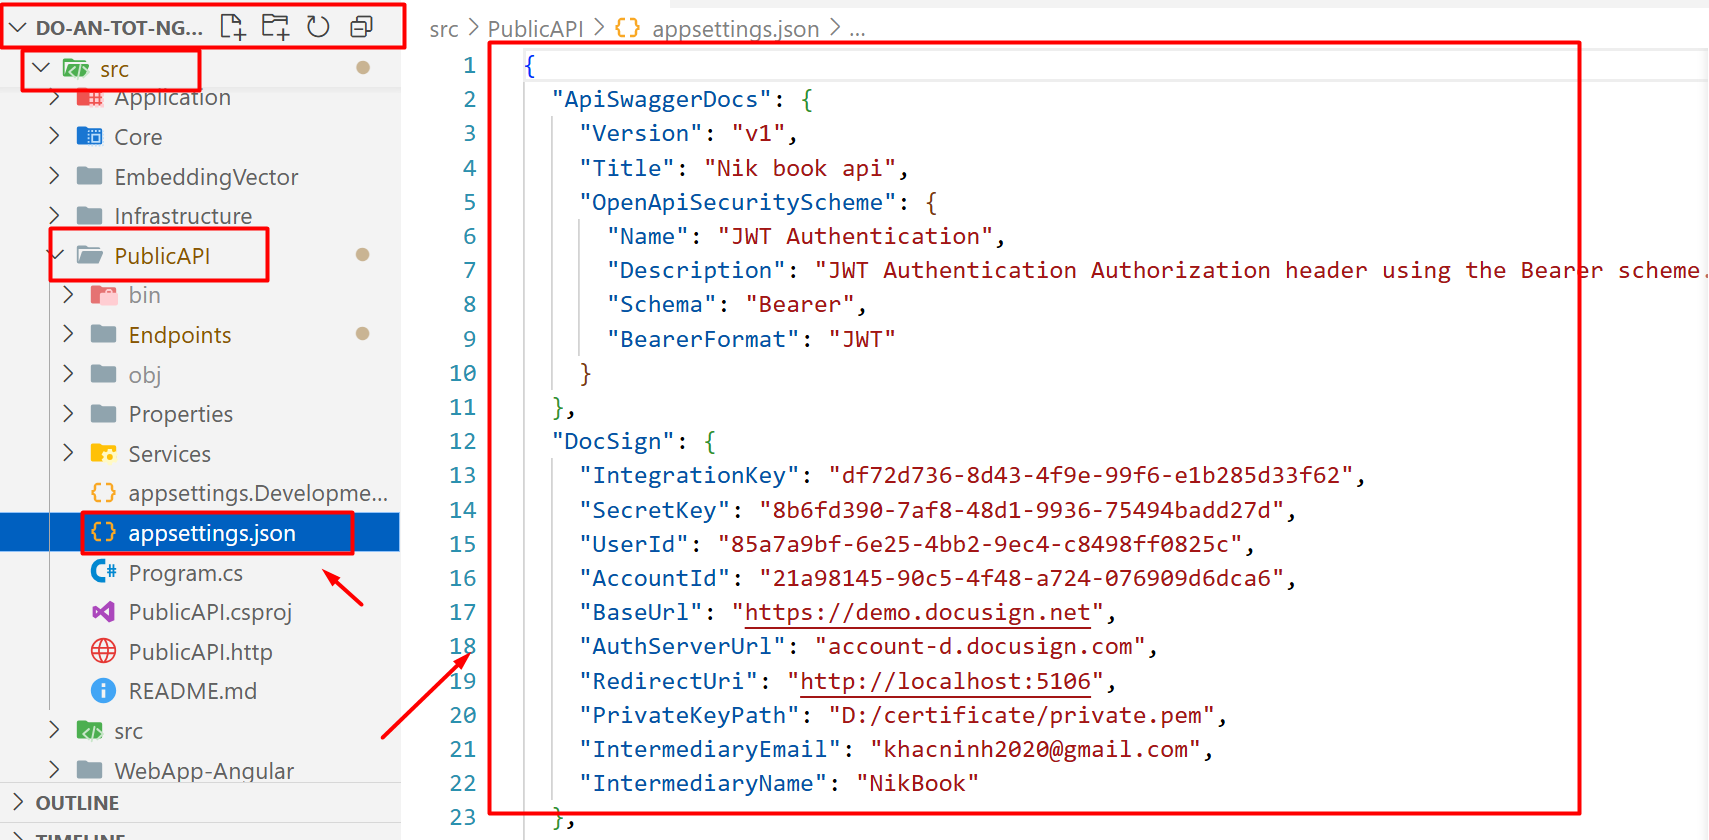 DO-AN-TOT-NG...
src
Application
Core
EmbeddingVector
Infrastructure
PublicAPI
bin
Endpoints
obj
Properties
Services
appsettings.Developme...
appsettings.json
Program.cs
PublicAPI.csproj
PublicAPI.http
README.md
src
WebApp-Angular
OUTLINE
TIMELINE
src > PublicAPI > {} appsettings.json > ...
1 {
2 "ApiSwaggerDocs": {
3 "Version": "v1",
4 "Title": "Nik book api",
5 "OpenApiSecurityScheme": {
6 "Name": "JWT Authentication",
7 "Description": "JWT Authentication Authorization header using the Bearer scheme.
8 "Schema": "Bearer",
9 "BearerFormat": "JWT"
10 }
11 },
12 "DocSign": {
13 "IntegrationKey": "df72d736-8d43-4f9e-99f6-e1b285d33f62",
14 "SecretKey": "8b6fd390-7af8-48d1-9936-75494badd27d",
15 "UserId": "85a7a9bf-6e25-4bb2-9ec4-c8498ff0825c",
16 "AccountId": "21a98145-90c5-4f48-a724-076909d6dca6",
17 "BaseUrl": "https://demo.docusign.net",
18 "AuthServerUrl": "account-d.docusign.com",
19 "RedirectUri": "http://localhost:5106",
20 "PrivateKeyPath": "D:/certificate/private.pem",
21 "IntermediaryEmail": "khacninh2020@gmail.com",
22 "IntermediaryName": "NikBook"
23 },